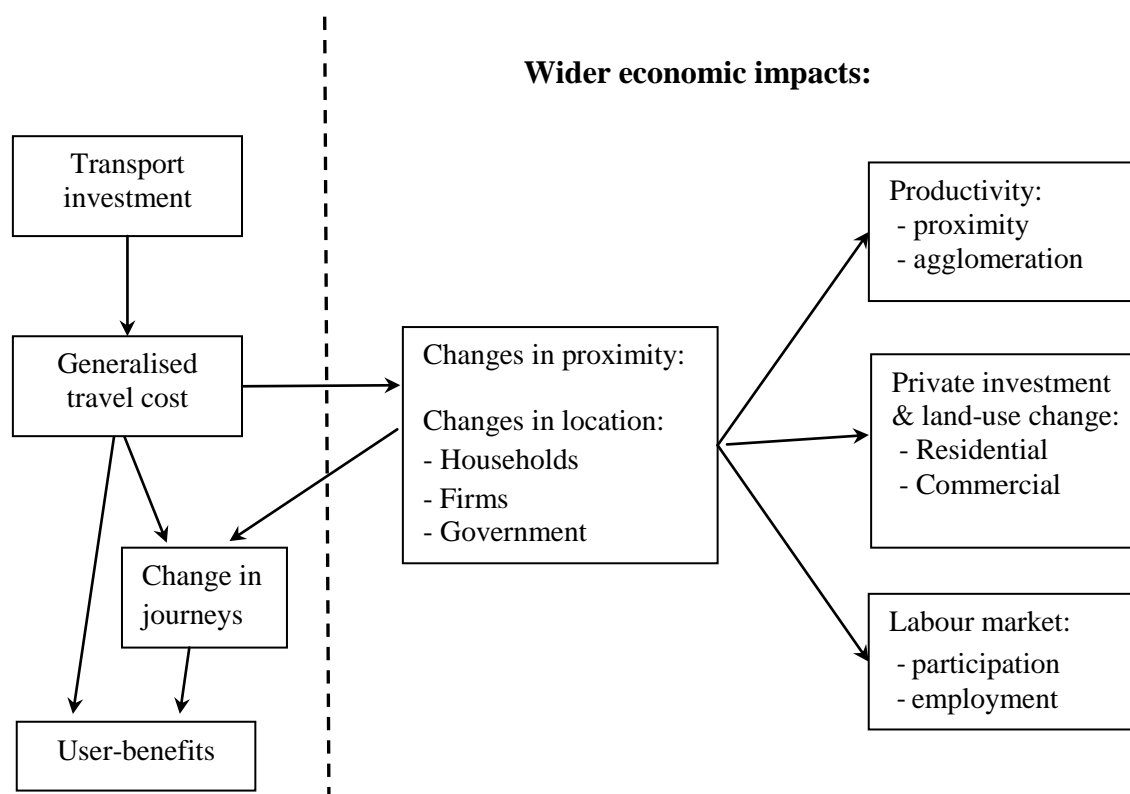 Wider economic impacts:
Transport
investment
Generalised
travel cost
Change in
journeys
User-benefits
Changes in proximity:
Changes in location:
- Households
- Firms
- Government
Productivity:
- proximity
- agglomeration
Private investment
& land-use change:
- Residential
- Commercial
Labour market:
- participation
- employment